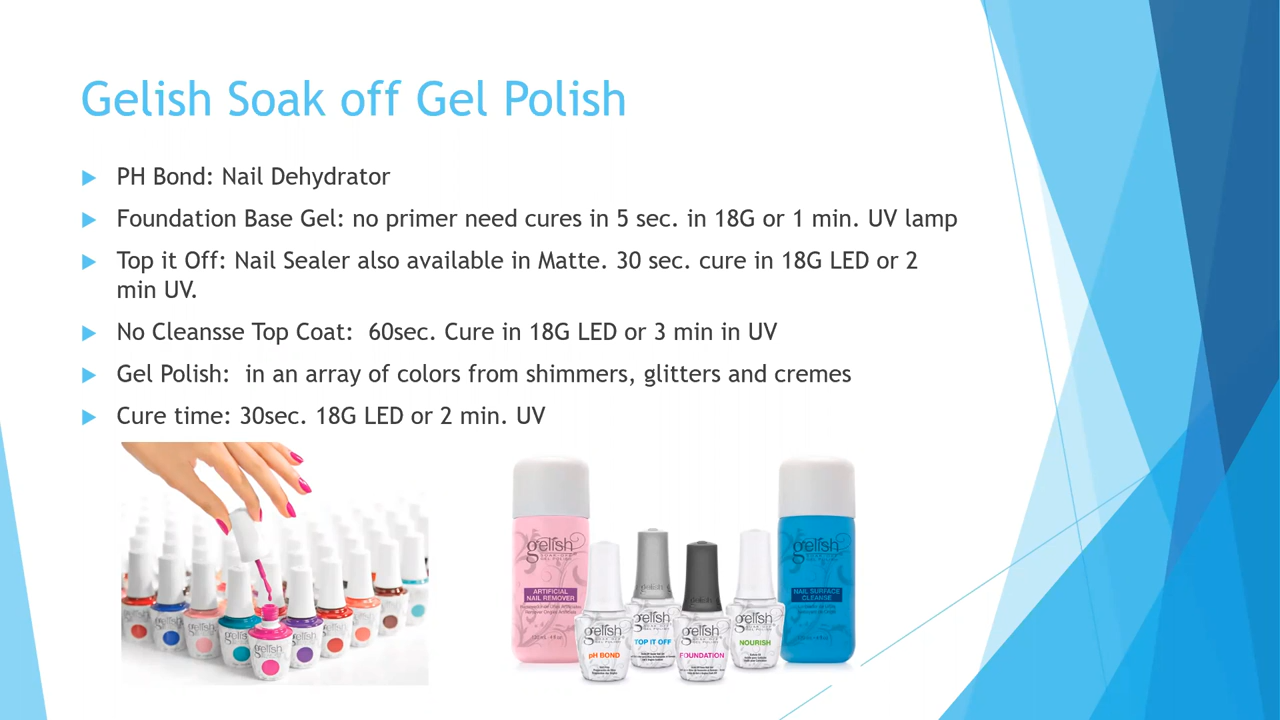 Gelish Soak off Gel Polish
PH Bond: Nail Dehydrator
Foundation Base Gel: no primer need cures in 5 sec. in 18G or 1 min. UV lamp
Top it Off: Nail Sealer also available in Matte. 30 sec. cure in 18G LED or 2
min UV.
No Cleansse Top Coat:  60sec. Cure in 18G LED or 3 min in UV
Gel Polish:  in an array of colors from shimmers, glitters and cremes
Cure time: 30sec. 18G LED or 2 min. UV
gelish
gelish
gelish
ARTIFICIAL
NAIL REMOVER
gelish
pH BOND
gelish
TOP IT OFF
gelish
FOUNDATION
gelish
NOURISH
gelish
NAIL SURFACE
CLEANSE